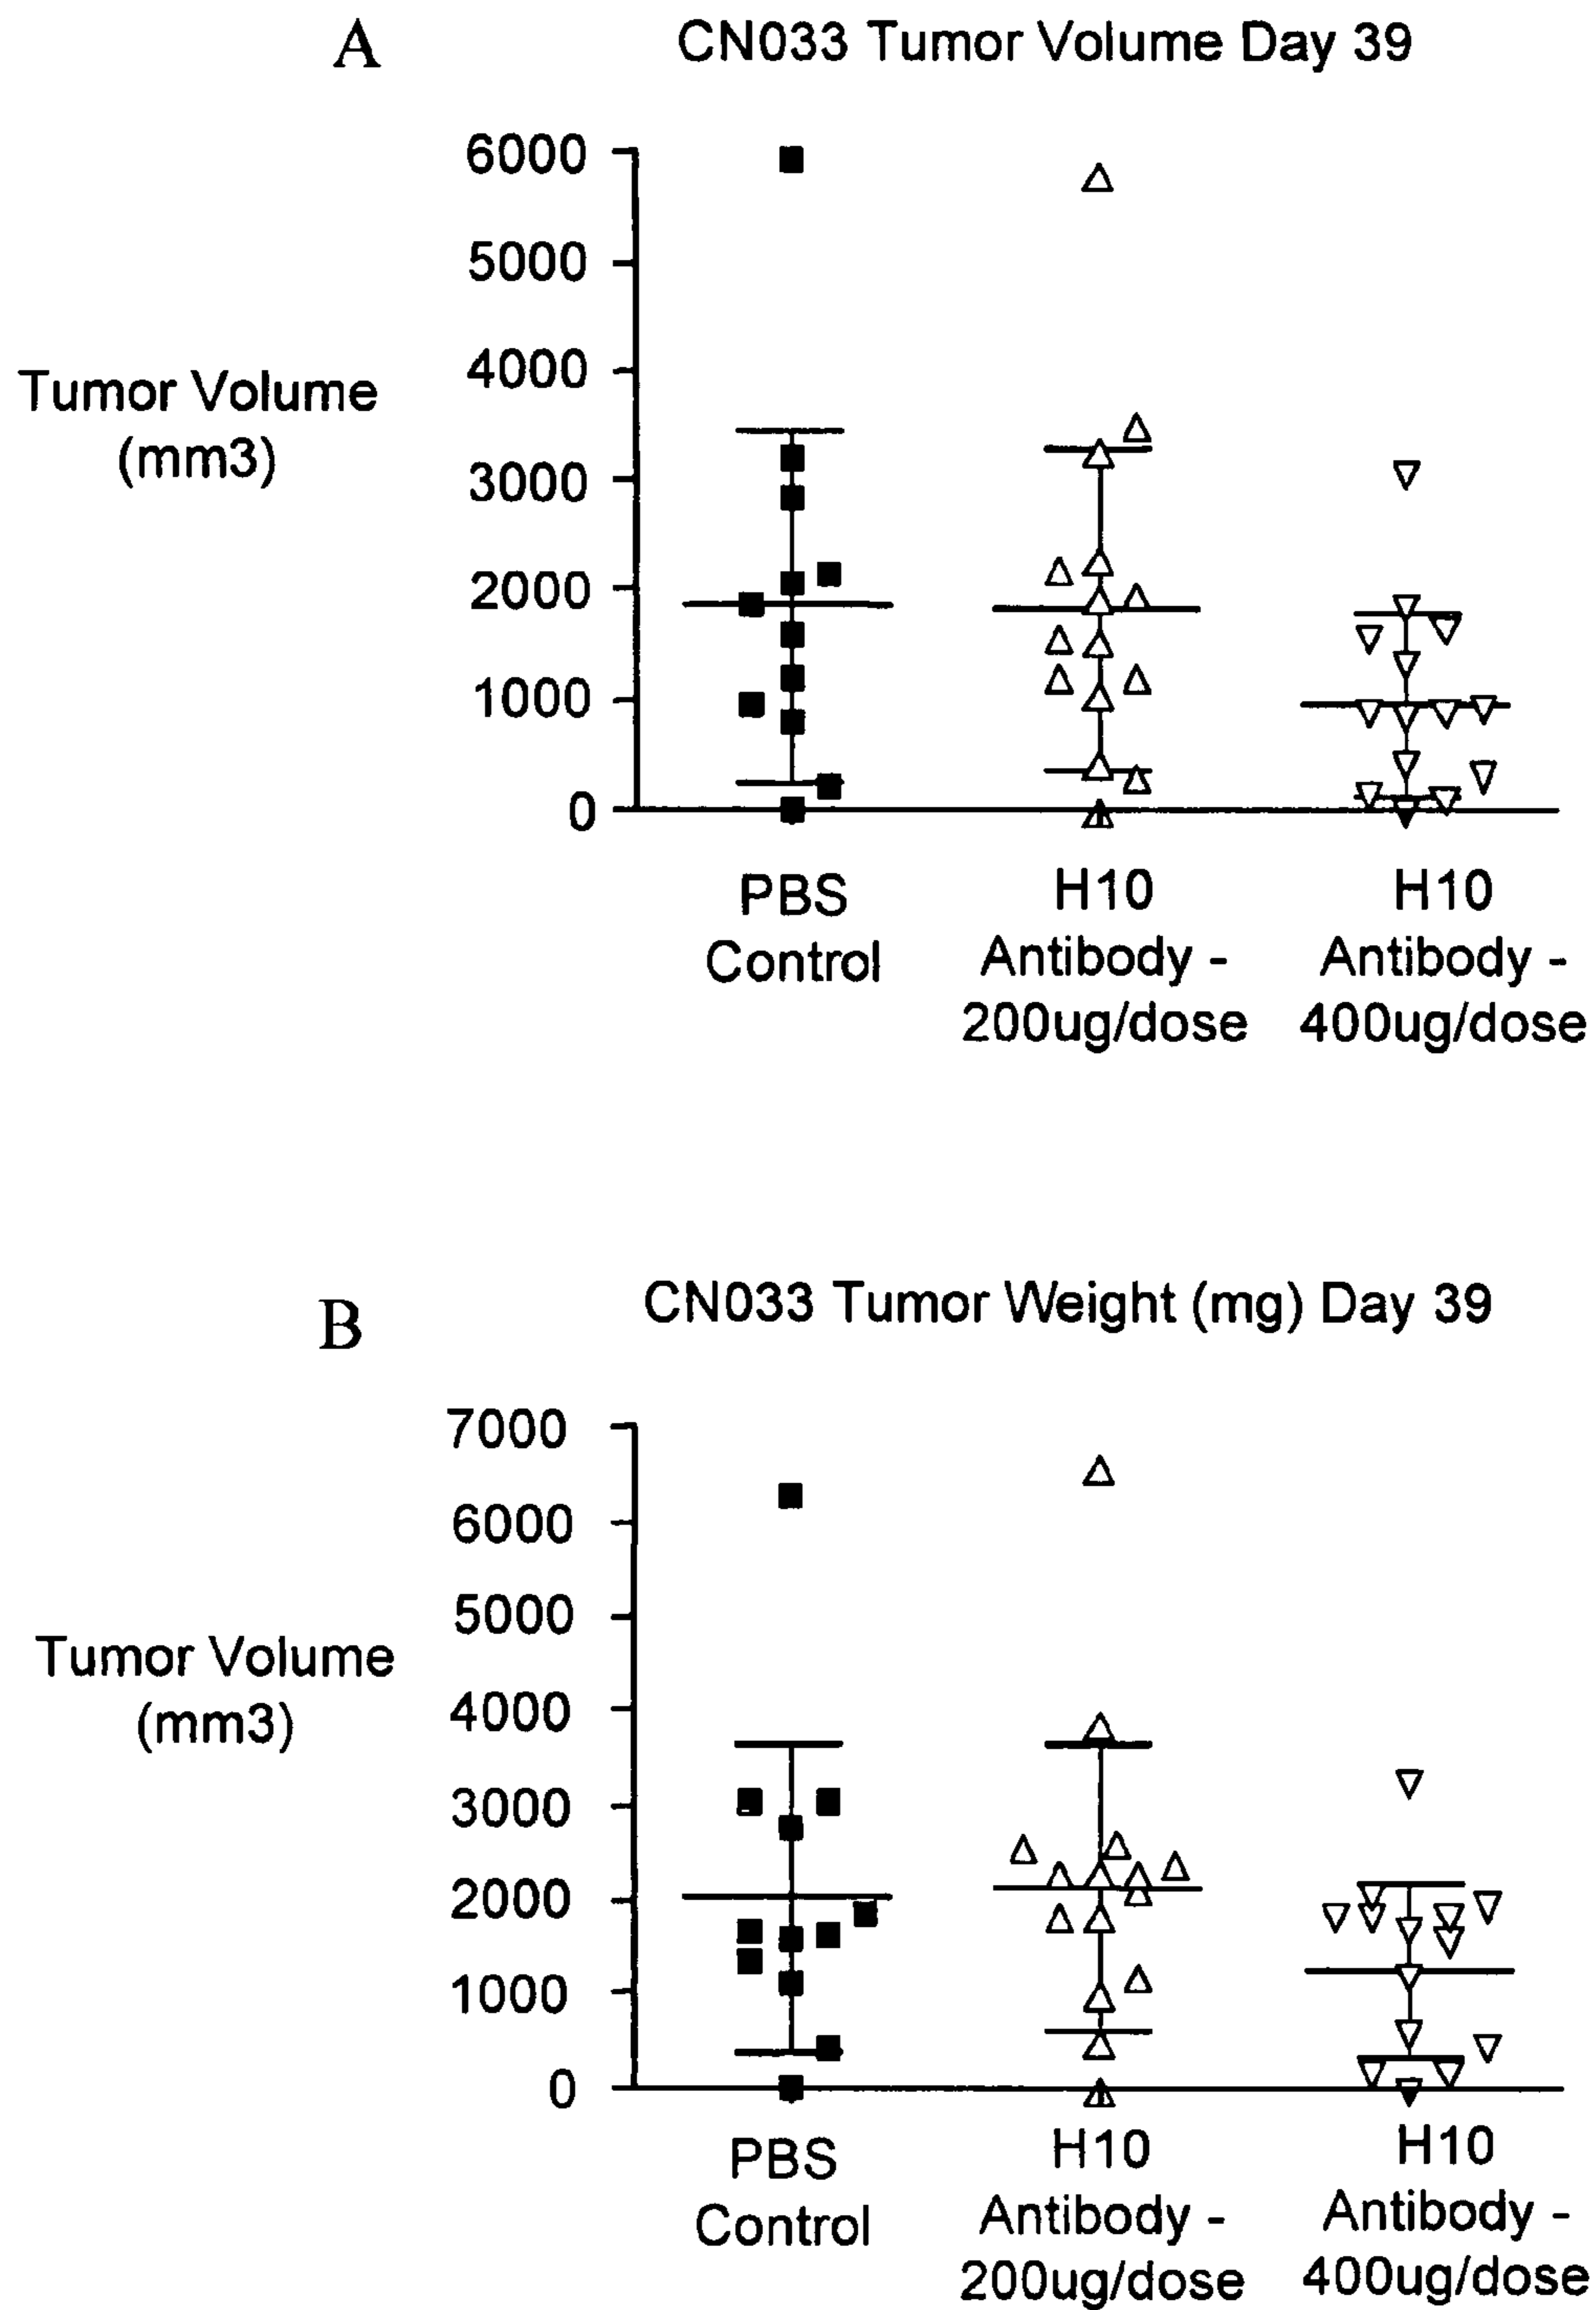 A
CN033 Tumor Volume Day 39
6000
5000
4000
3000
2000
1000
0
Tumor Volume
(mm3)
PBS
Control
H10
Antibody -
200ug/dose
H10
Antibody -
400ug/dose
B
CN033 Tumor Weight (mg) Day 39
7000
6000
5000
4000
3000
2000
1000
0
Tumor Volume
(mm3)
PBS
Control
H10
Antibody -
200ug/dose
H10
Antibody -
400ug/dose